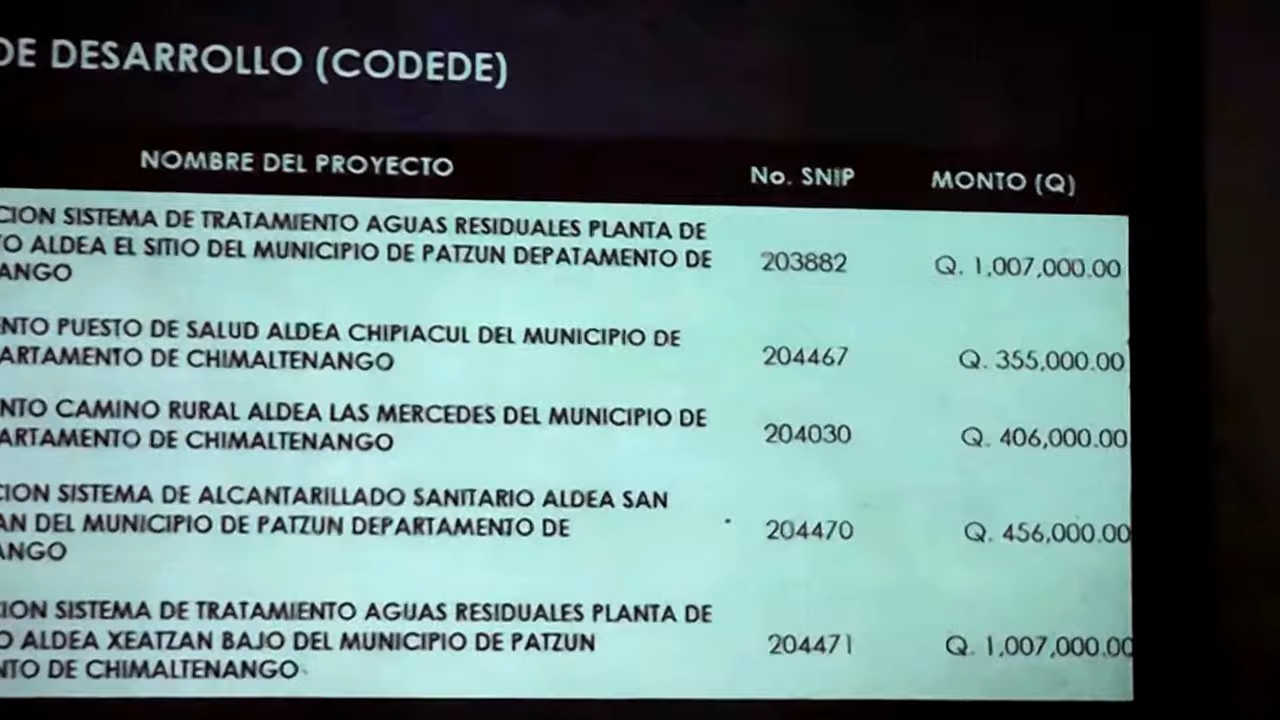 DE DESARROLLO (CODEDE)
NOMBRE DEL PROYECTO No. SNIP MONTO (Q)
CION SISTEMA DE TRATAMIENTO AGUAS RESIDUALES PLANTA DE
TO ALDEA EL SITIO DEL MUNICIPIO DE PATZUN DEPATAMENTO DE
ANGO
203882 Q. 1,007,000.00
NTO PUESTO DE SALUD ALDEA CHIPIACUL DEL MUNICIPIO DE
ARTAMENTO DE CHIMALTENANGO
204467 Q. 355,000.00
NTO CAMINO RURAL ALDEA LAS MERCEDES DEL MUNICIPIO DE
ARTAMENTO DE CHIMALTENANGO
204030 Q. 406,000.00
CION SISTEMA DE ALCANTARILLADO SANITARIO ALDEA SAN
AN DEL MUNICIPIO DE PATZUN DEPARTAMENTO DE
ANGO
204470 Q. 456,000.00
ION SISTEMA DE TRATAMIENTO AGUAS RESIDUALES PLANTA DE
O ALDEA XEATZAN BAJO DEL MUNICIPIO DE PATZUN
NTO DE CHIMALTENANGO
204471 Q. 1,007,000.00